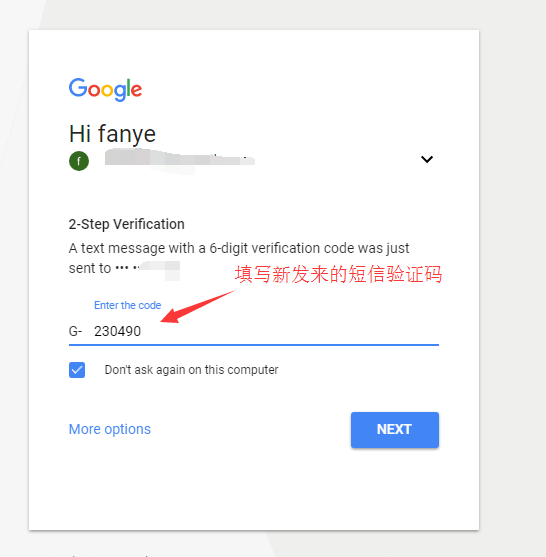 Google
Hi fanye
f
2-Step Verification
A text message with a 6-digit verification code was just
sent to ••• ••
填写新发来的短信验证码
Enter the code
G- 230490
Don't ask again on this computer
More options
NEXT